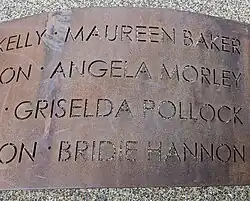 KELLY · MAUREEN BAKER
ON · ANGELA MORLEY
· GRISELDA POLLOCK
ON · BRIDIE HANNON